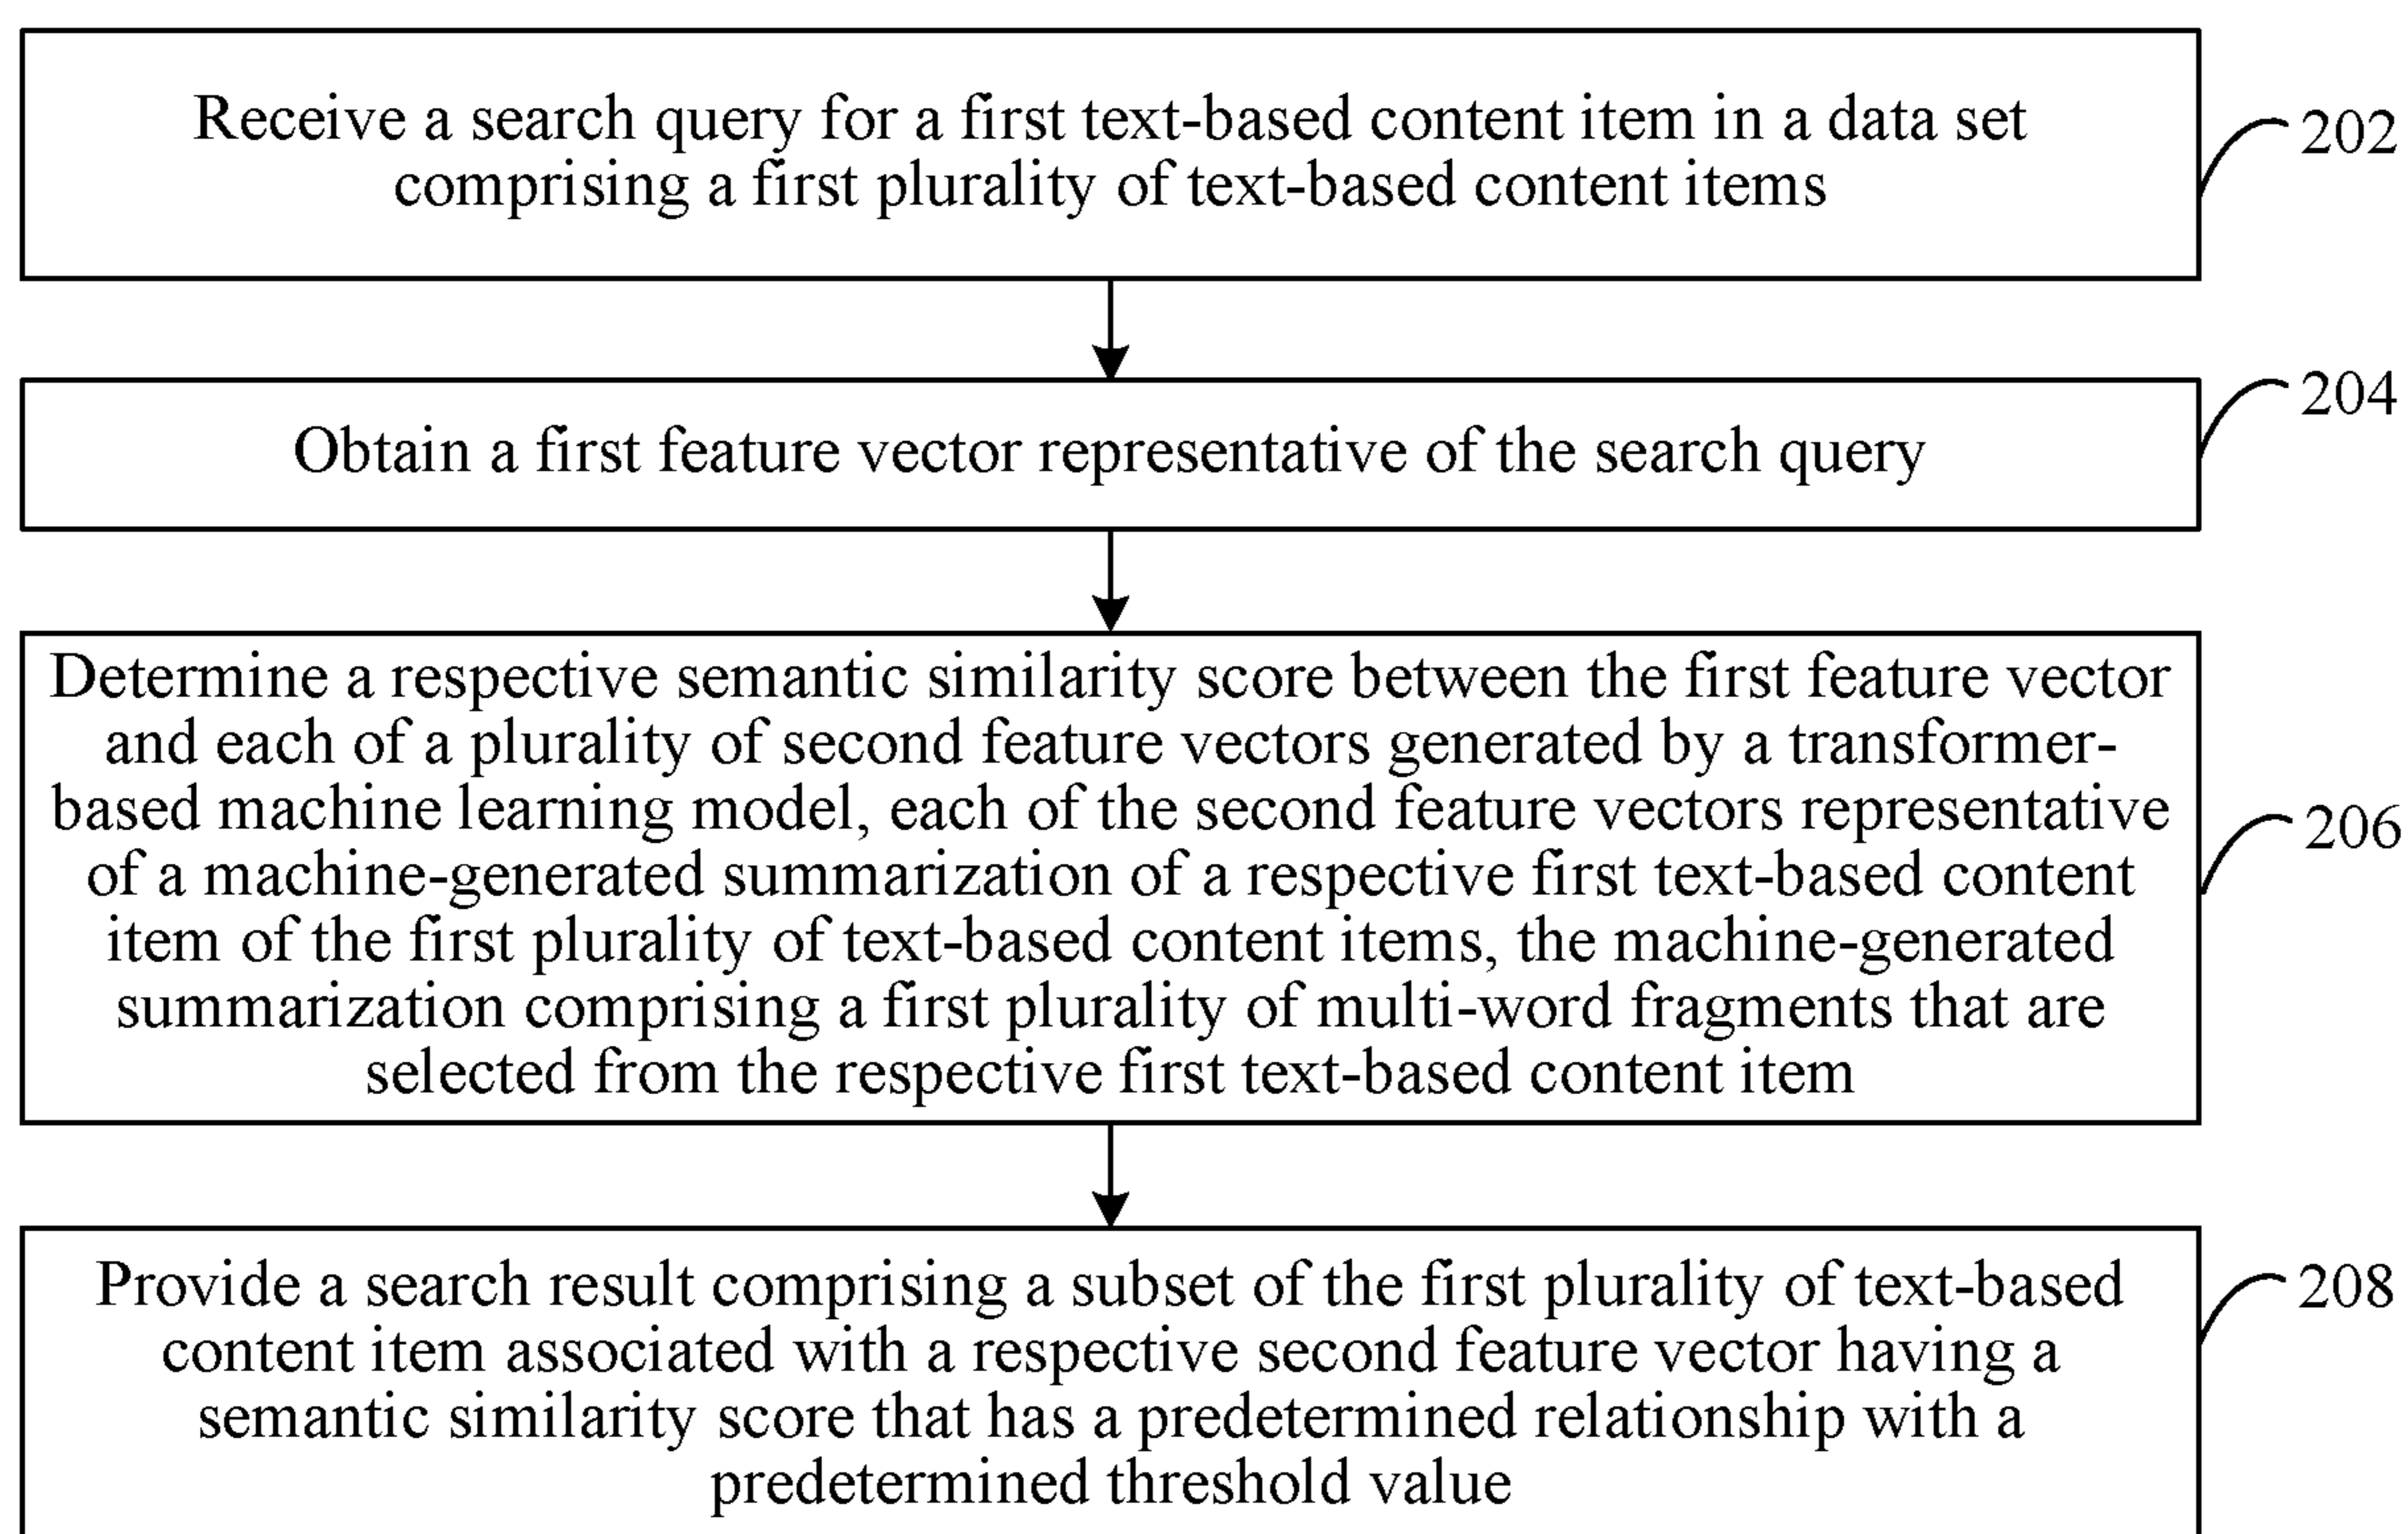 Receive a search query for a first text-based content item in a data set
comprising a first plurality of text-based content items
202
Obtain a first feature vector representative of the search query
204
Determine a respective semantic similarity score between the first feature vector
and each of a plurality of second feature vectors generated by a transformer-
based machine learning model, each of the second feature vectors representative
of a machine-generated summarization of a respective first text-based content
item of the first plurality of text-based content items, the machine-generated
summarization comprising a first plurality of multi-word fragments that are
selected from the respective first text-based content item
206
Provide a search result comprising a subset of the first plurality of text-based
content item associated with a respective second feature vector having a
semantic similarity score that has a predetermined relationship with a
predetermined threshold value
208